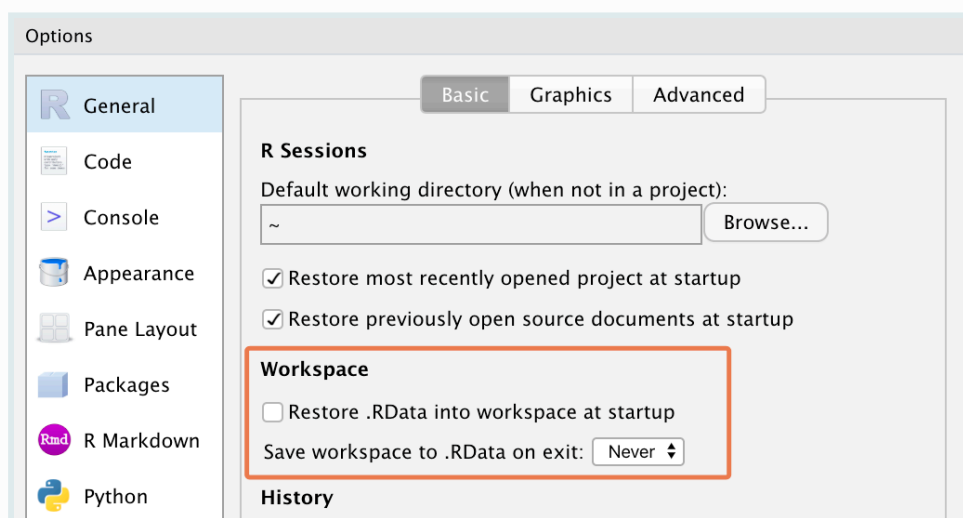 Options
General
Code
Console
Appearance
Pane Layout
Packages
R Markdown
Python
Basic
Graphics
Advanced
R Sessions
Default working directory (when not in a project):
~
Browse...
Restore most recently opened project at startup
Restore previously open source documents at startup
Workspace
Restore .RData into workspace at startup
Save workspace to .RData on exit: Never
History